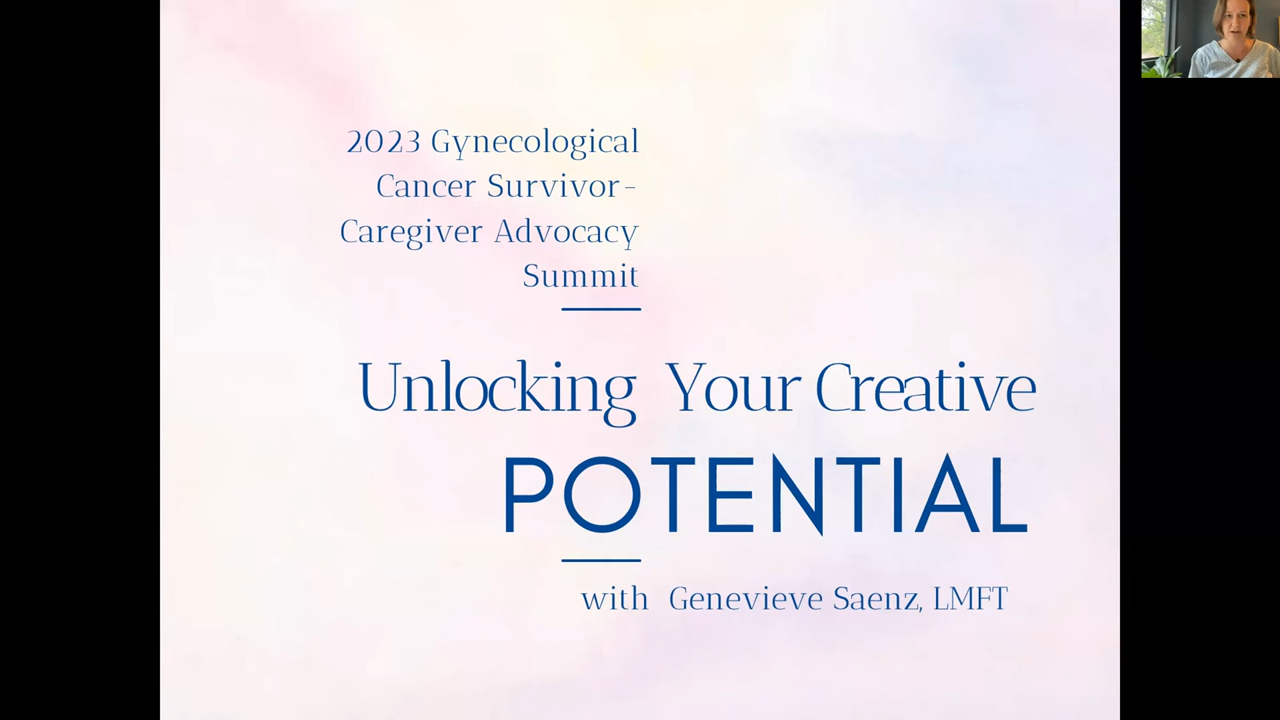 2023 Gynecological
Cancer Survivor-
Caregiver Advocacy
Summit
Unlocking Your Creative
POTENTIAL
with Genevieve Saenz, LMFT